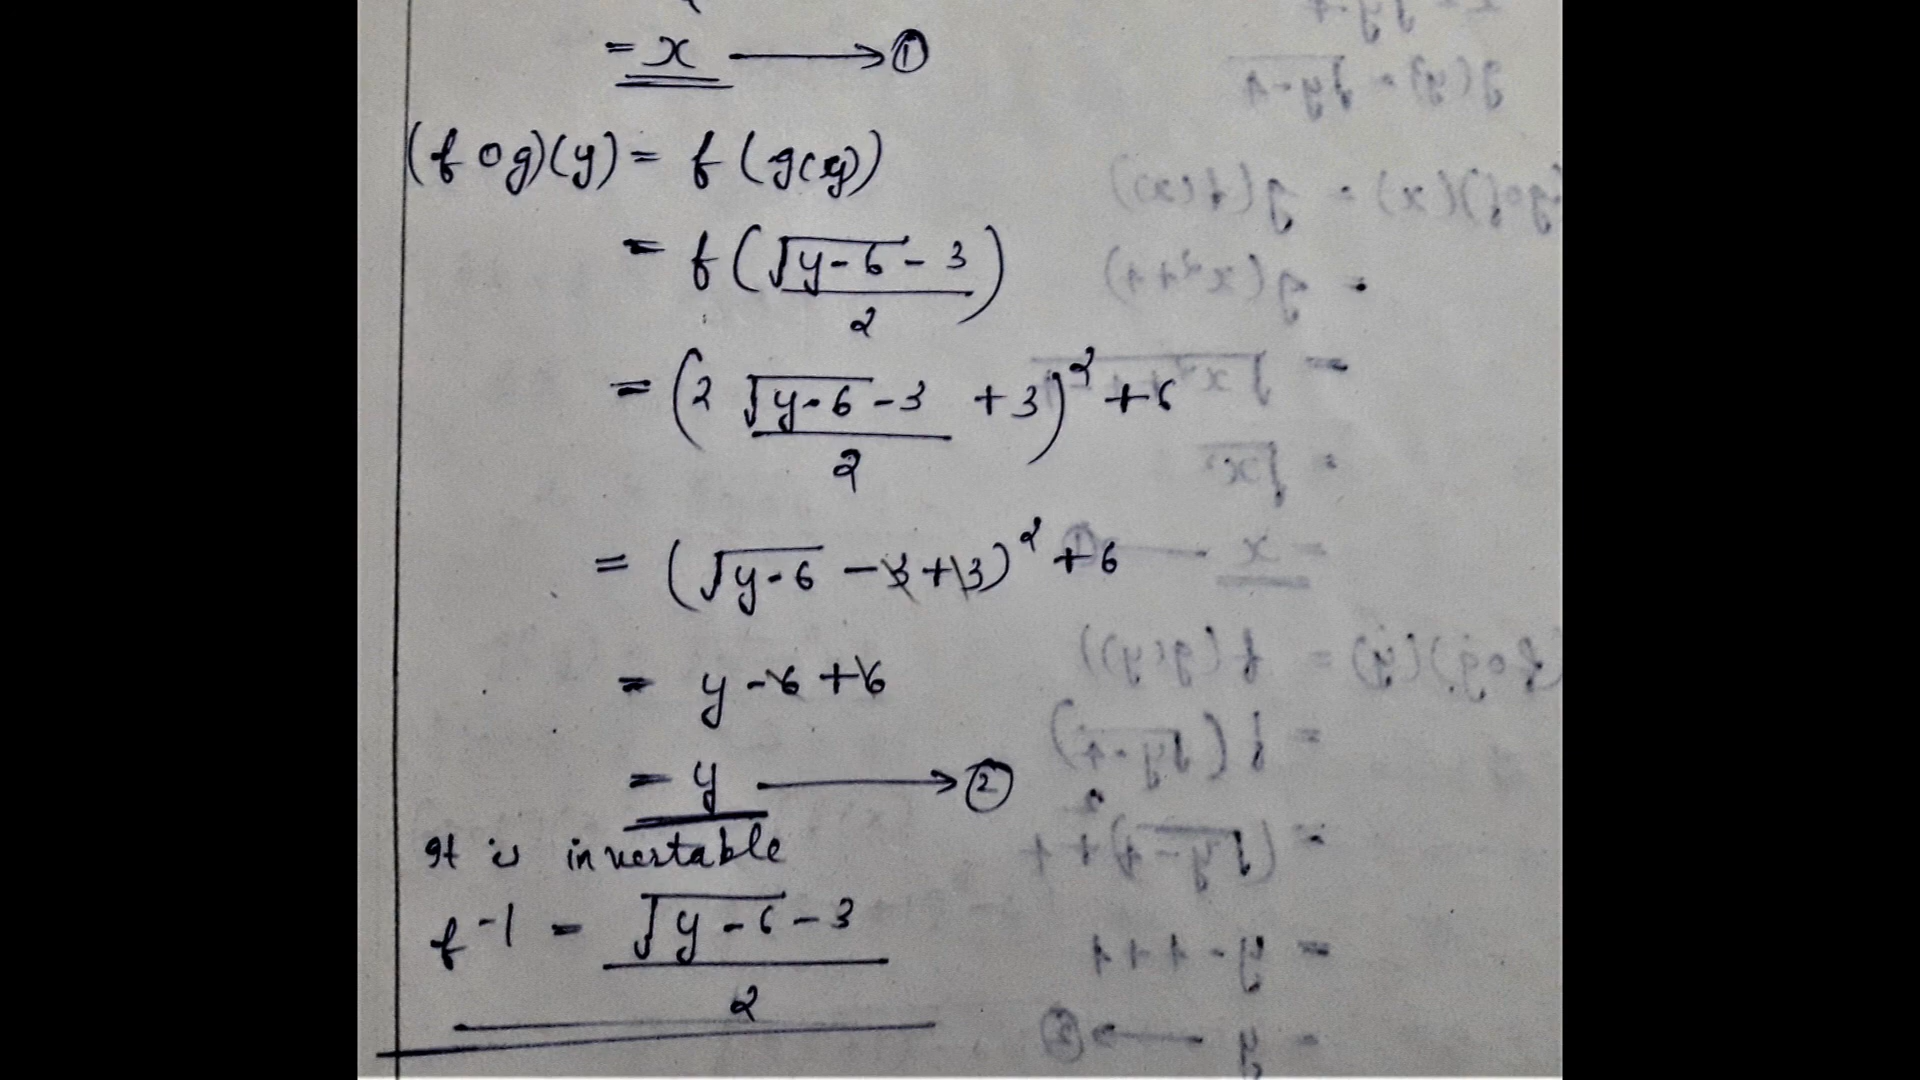 = x → ①
(f o g)(y) = f (g(y))
= f (√(y-6) - 3 / 2)
= (2 √(y-6) - 3 / 2 + 3)² + 6
= (√(y-6) - 3 + 3)² + 6
= y - 6 + 6
= y → ②
It is invertable
f⁻¹ = √(y-6) - 3 / 2